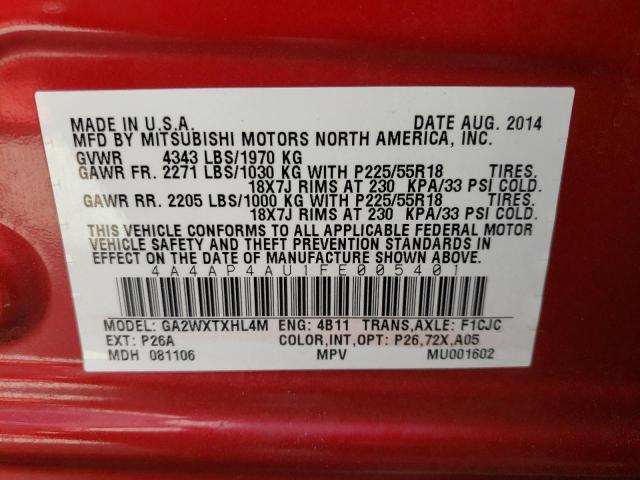 MADE IN U.S.A. DATE AUG. 2014
MFD BY MITSUBISHI MOTORS NORTH AMERICA, INC.
GVWR 4343 LBS/1970 KG
GAWR FR. 2271 LBS/1030 KG WITH P225/55R18 TIRES,
18X7J RIMS AT 230 KPA/33 PSI COLD.
GAWR RR. 2205 LBS/1000 KG WITH P225/55R18 TIRES,
18X7J RIMS AT 230 KPA/33 PSI COLD.
THIS VEHICLE CONFORMS TO ALL APPLICABLE FEDERAL MOTOR
VEHICLE SAFETY AND THEFT PREVENTION STANDARDS IN
EFFECT ON THE DATE OF MANUFACTURE SHOWN ABOVE.
4A4AP4AU1FE005401
MODEL: GA2WXTXHL4M ENG: 4B11 TRANS,AXLE: F1CJC
EXT: P26A COLOR,INT,OPT: P26,72X,A05
MDH 081106 MPV MU001602